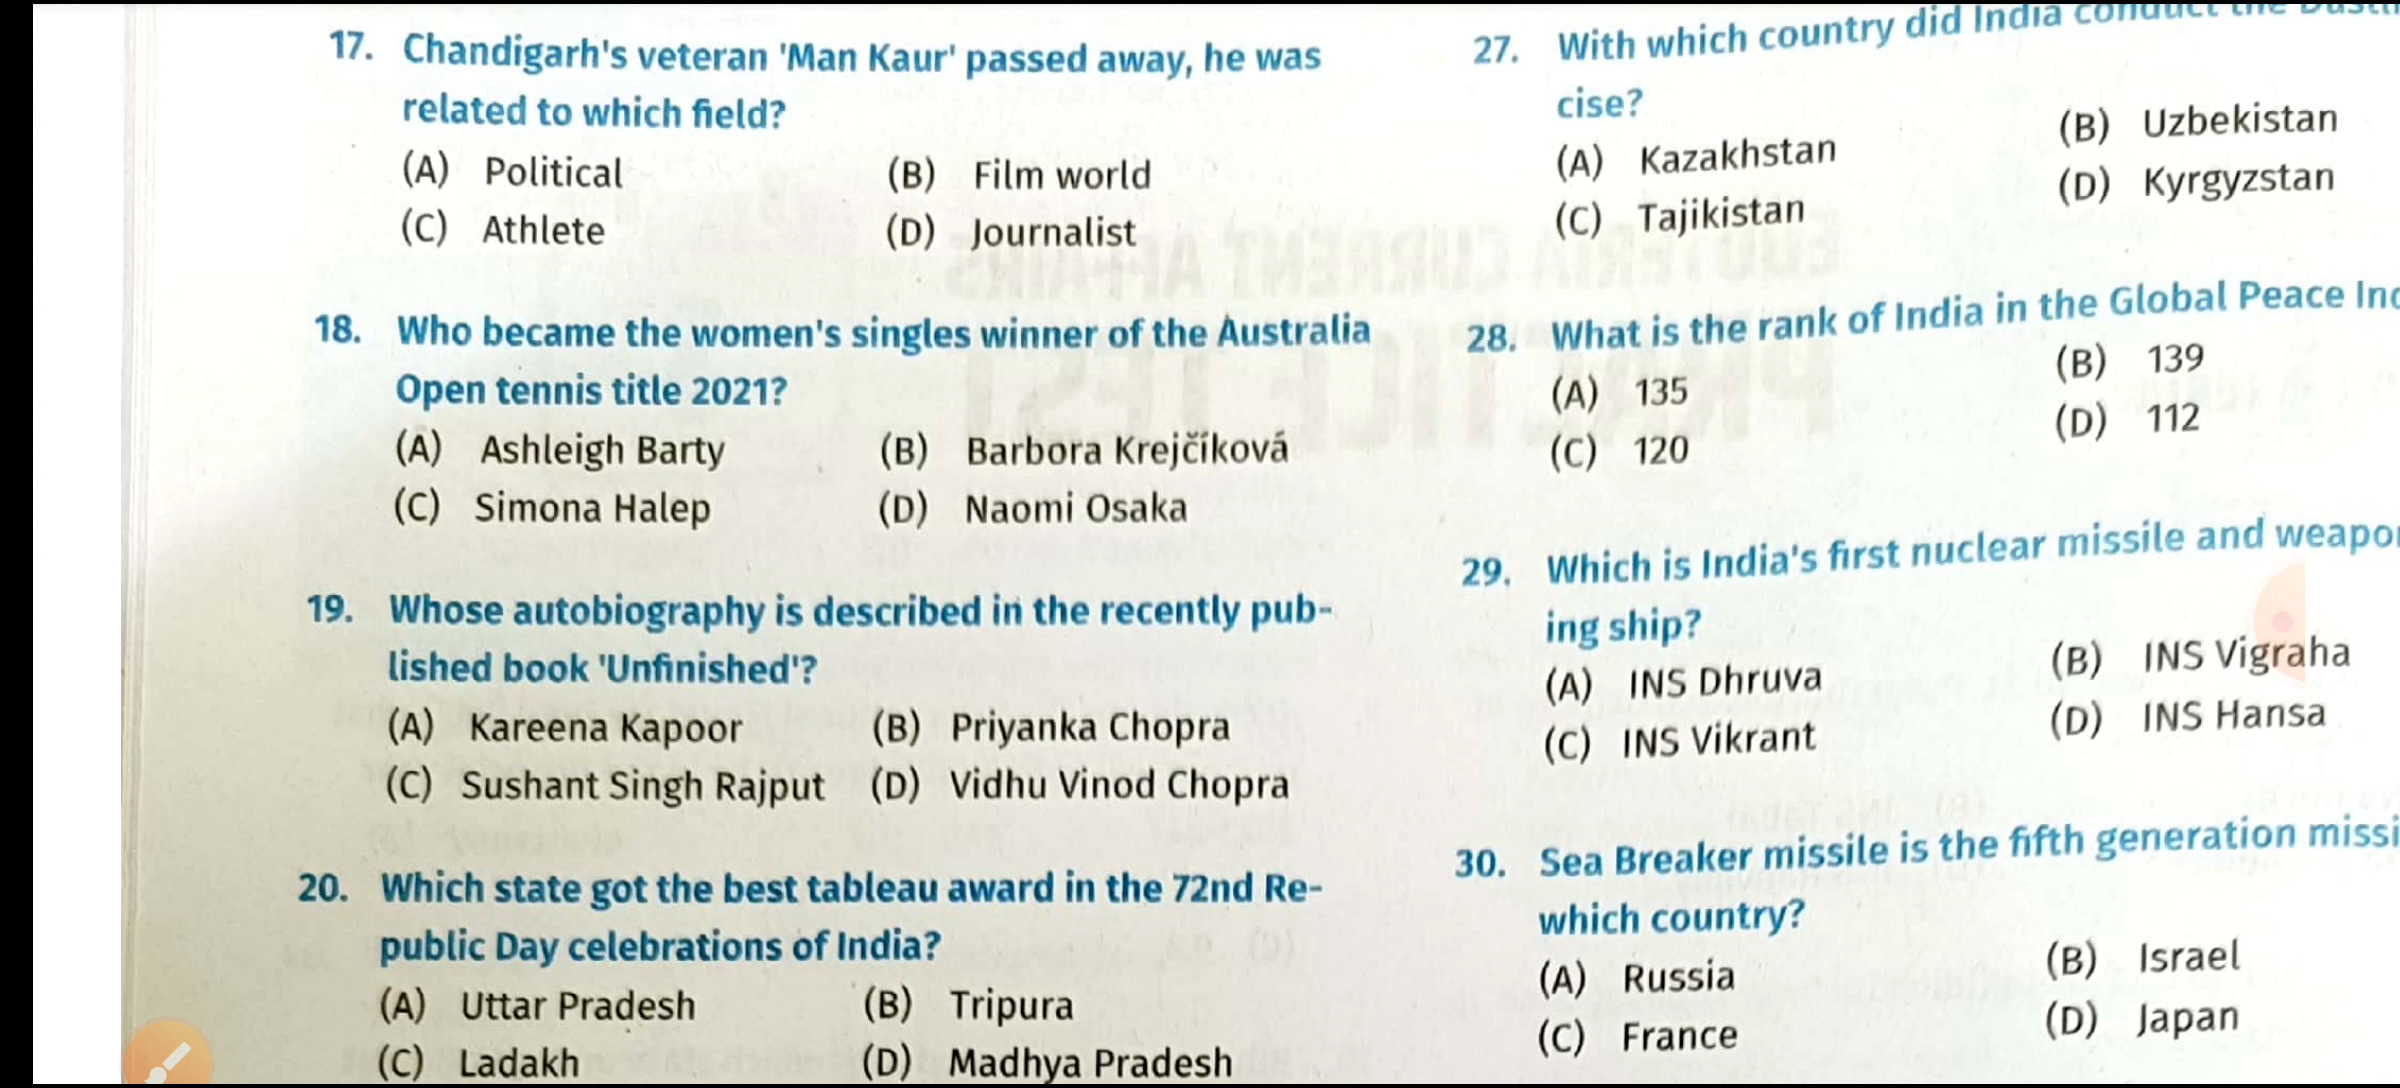 17. Chandigarh's veteran 'Man Kaur' passed away, he was
related to which field?
(A) Political (B) Film world
(C) Athlete (D) Journalist
18. Who became the women's singles winner of the Australia
Open tennis title 2021?
(A) Ashleigh Barty (B) Barbora Krejčíková
(C) Simona Halep (D) Naomi Osaka
19. Whose autobiography is described in the recently pub-
lished book 'Unfinished'?
(A) Kareena Kapoor (B) Priyanka Chopra
(C) Sushant Singh Rajput (D) Vidhu Vinod Chopra
20. Which state got the best tableau award in the 72nd Re-
public Day celebrations of India?
(A) Uttar Pradesh (B) Tripura
(C) Ladakh (D) Madhya Pradesh
27. With which country did India conduct the
cise?
(A) Kazakhstan (B) Uzbekistan
(C) Tajikistan (D) Kyrgyzstan
28. What is the rank of India in the Global Peace
(A) 135 (B) 139
(C) 120 (D) 112
29. Which is India's first nuclear missile and
ing ship?
(A) INS Dhruva (B) INS Vigraha
(C) INS Vikrant (D) INS Hansa
30. Sea Breaker missile is the fifth generation
which country?
(A) Russia (B) Israel
(C) France (D) Japan